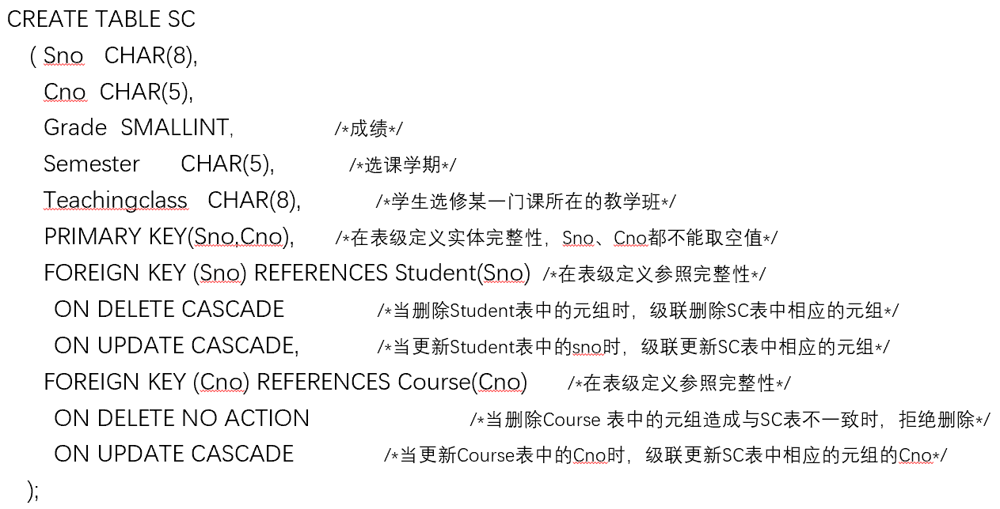 CREATE TABLE SC
( Sno CHAR(8),
Cno CHAR(5),
Grade SMALLINT, /*成绩*/
Semester CHAR(5), /*选课学期*/
Teachingclass CHAR(8), /*学生选修某一门课所在的教学班*/
PRIMARY KEY(Sno,Cno), /*在表级定义实体完整性，Sno、Cno都不能取空值*/
FOREIGN KEY (Sno) REFERENCES Student(Sno) /*在表级定义参照完整性*/
ON DELETE CASCADE /*当删除Student表中的元组时，级联删除SC表中相应的元组*/
ON UPDATE CASCADE, /*当更新Student表中的sno时，级联更新SC表中相应的元组*/
FOREIGN KEY (Cno) REFERENCES Course(Cno) /*在表级定义参照完整性*/
ON DELETE NO ACTION /*当删除Course 表中的元组造成与SC表不一致时，拒绝删除*/
ON UPDATE CASCADE /*当更新Course表中的Cno时，级联更新SC表中相应的元组的Cno*/
);